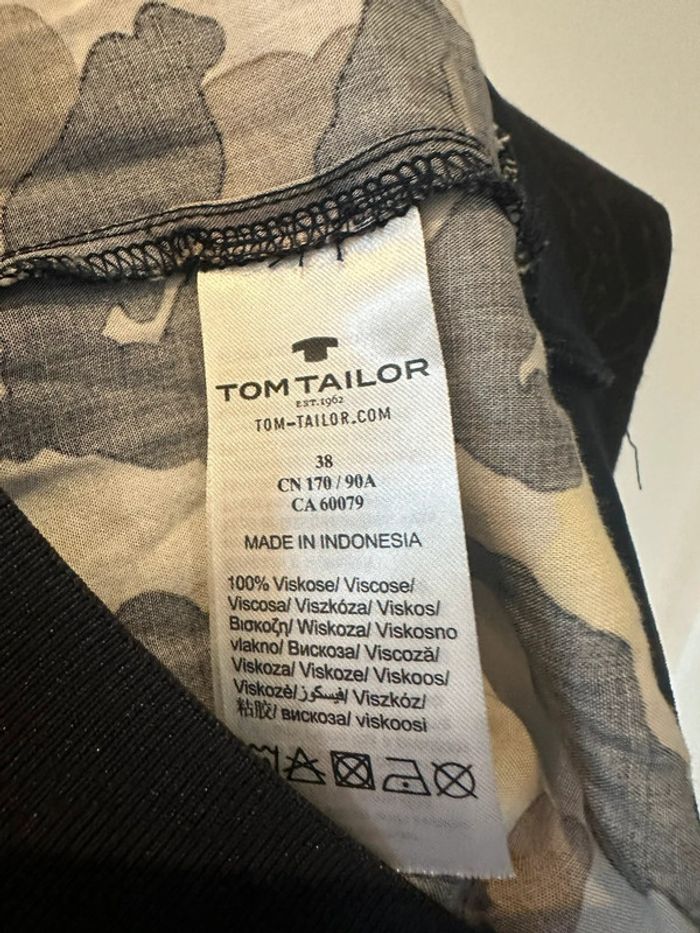 TOM TAILOR
EST.1962
TOM-TAILOR.COM
38
CN 170 / 90A
CA 60079
MADE IN INDONESIA
100% Viskose/ Viscose/
Viscosa/ Viszkóza/ Viskos/
Βισκοζη/ Wiskoza/ Viskosno
vlakno/ Вискоза/ Viscoză/
Viskoza/ Viskoze/ Viskoos/
Viskozė/ فيسكوز/ Viszkóz/
粘胶/ вискоза/ viskoosi